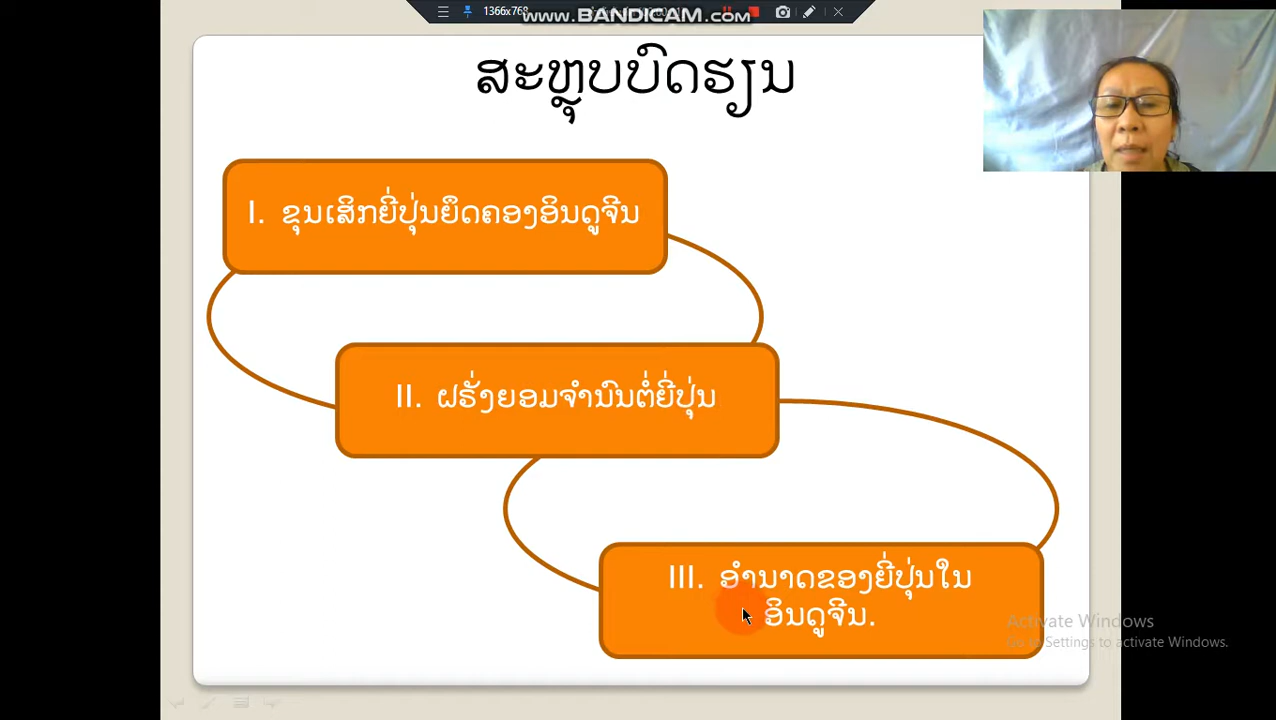 1366x768
www.BANDICAM.com
ສະຫຼຸບບົດຮຽນ
I. ຂຸນເສິກຍີ່ປຸ່ນຍຶດຄອງອິນດູຈີນ
II. ຝຣັ່ງຍອມຈຳນົນຕໍ່ຍີ່ປຸ່ນ
III. ອຳນາດຂອງຍີ່ປຸ່ນໃນ
ອິນດູຈີນ.
Activate Windows
Go to Settings to activate Windows.